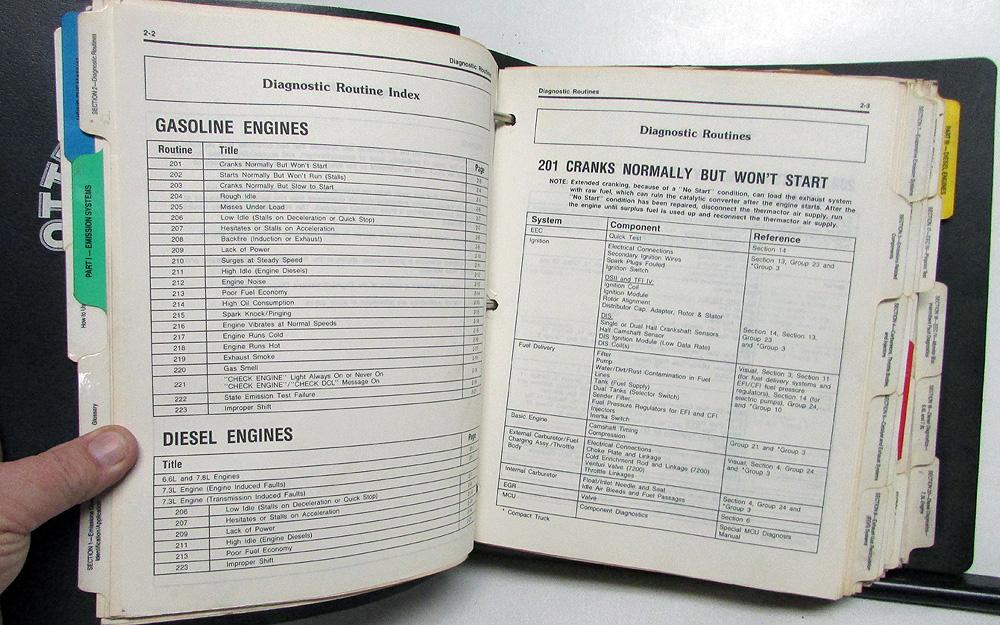 2-2
Diagnostic Routines
Diagnostic Routine Index
GASOLINE ENGINES
Routine Title Page
201 Cranks Normally But Won't Start
202 Starts Normally But Won't Run (Stalls)
203 Cranks Normally But Slow to Start
204 Rough Idle
205 Misses Under Load
206 Low Idle (Stalls on Deceleration or Quick Stop)
207 Hesitates or Stalls on Acceleration
208 Backfire (Induction or Exhaust)
209 Lack of Power
210 Surges at Steady Speed
211 High Idle (Engine Diesels)
212 Engine Noise
213 Poor Fuel Economy
214 High Oil Consumption
215 Spark Knock/Pinging
216 Engine Vibrates at Normal Speeds
217 Engine Runs Cold
218 Engine Runs Hot
219 Exhaust Smoke
220 Gas Smell
221 "CHECK ENGINE" Light Always On or Never On
"CHECK ENGINE"/"CHECK DCL" Message On
222 State Emission Test Failure
223 Improper Shift
DIESEL ENGINES
Title Page
6.6L and 7.8L Engines
7.3L Engine (Engine Induced Faults)
7.3L Engine (Transmission Induced Faults)
206 Low Idle (Stalls on Deceleration or Quick Stop)
207 Hesitates or Stalls on Acceleration
209 Lack of Power
211 High Idle (Engine Diesels)
213 Poor Fuel Economy
223 Improper Shift
Diagnostic Routines
2-3
Diagnostic Routines
201 CRANKS NORMALLY BUT WON'T START
NOTE: Extended cranking, because of a "No Start" condition, can load the exhaust system
with raw fuel, which can ruin the catalytic converter after the engine starts. After the
"No Start" condition has been repaired, disconnect the thermactor air supply, run
the engine until surplus fuel is used up and reconnect the thermactor air supply.
System Component Reference
EEC Quick Test Section 14
Ignition Electrical Connections Section 13, Group 23 and
Secondary Ignition Wires *Group 3
Spark Plugs Fouled
Ignition Switch
DSII and TFI IV:
Ignition Coil
Ignition Module
Rotor Alignment
Distributor Cap, Adapter, Rotor & Stator
DIS:
Single or Dual Hall Crankshaft Sensors Section 14, Section 13,
Hall Camshaft Sensor Group 23
DIS Ignition Module (Low Data Rate) and *Group 3
DIS Coil(s)
Fuel Delivery Filter Visual, Section 3, Section 11
Pump (for fuel delivery systems and
Water/Dirt/Rust Contamination in Fuel EFI/CFI fuel pressure
Lines regulators), Section 14 (for
Tank (Fuel Supply) electric pumps), Group 24,
Dual Tanks (Selector Switch) and *Group 10
Sender Filter
Fuel Pressure Regulators for EFI and CFI
Injectors
Inertia Switch
Basic Engine Camshaft Timing Group 21 and *Group 3
Compression
External Carburetor/Fuel Electrical Connections Visual, Section 4, Group 24
Charging Assy/Throttle Choke Plate and Linkage and *Group 3
Body Cold Enrichment Rod and Linkage (7200)
Venturi Valve (7200)
Throttle Linkages
Internal Carburetor Float/Inlet Needle and Seat Section 4, Group 24 and
Idle Air Bleeds and Fuel Passages *Group 3
EGR Valve Section 6
MCU Component Diagnostics Special MCU Diagnosis
Manual
* Compact Truck
SECTION 2—Diagnostic Routines
PART I — EMISSION SYSTEMS
How to U
Glossary
PART III — DIESEL ENGINES